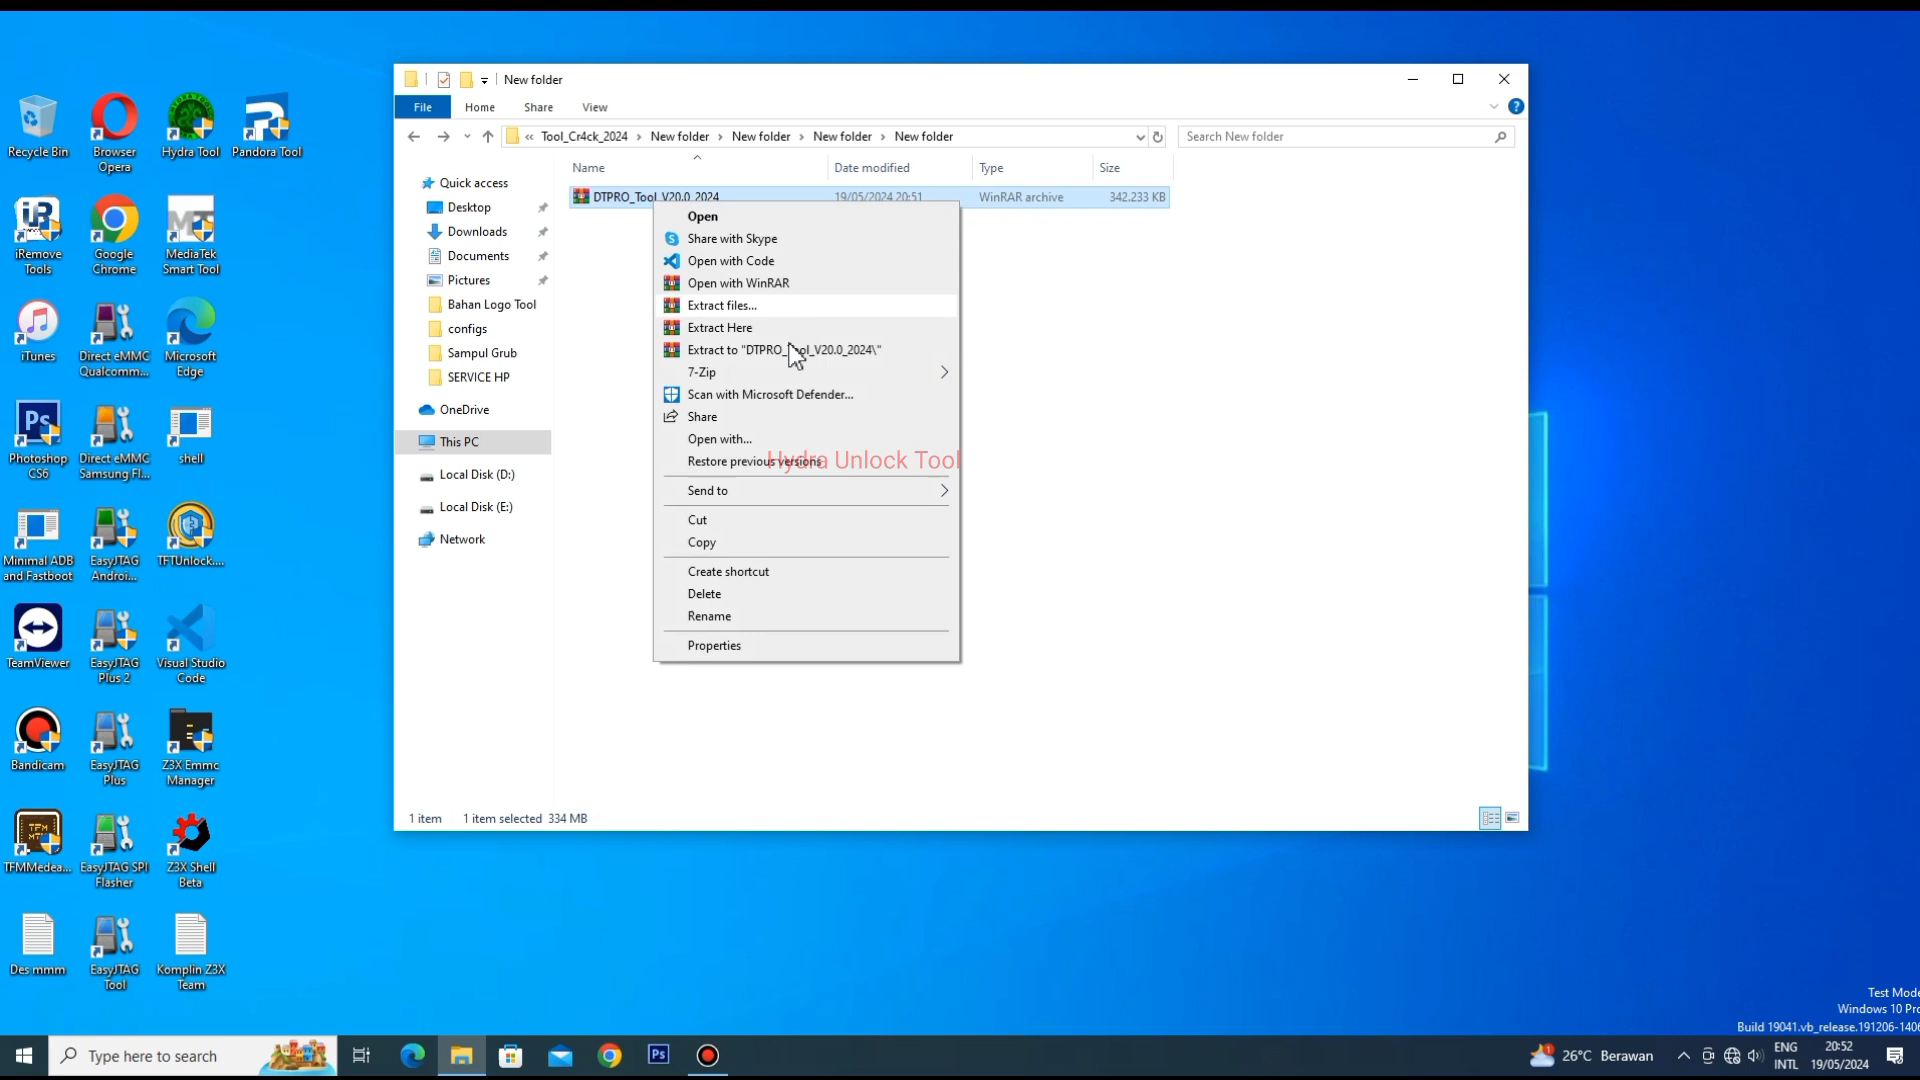 New folder
File Home Share View
« Tool_Cr4ck_2024 › New folder › New folder › New folder › New folder
Search New folder
Name Date modified Type Size
DTPRO_Tool_V20.0_2024 19/05/2024 20:51 WinRAR archive 342.233 KB
Quick access
Desktop
Downloads
Documents
Pictures
Bahan Logo Tool
configs
Sampul Grub
SERVICE HP
OneDrive
This PC
Local Disk (D:)
Local Disk (E:)
Network
Open
Share with Skype
Open with Code
Open with WinRAR
Extract files...
Extract Here
Extract to "DTPRO_Tool_V20.0_2024\"
7-Zip
Scan with Microsoft Defender...
Share
Open with...
Restore previous versions
Hydra Unlock Tool
Send to
Cut
Copy
Create shortcut
Delete
Rename
Properties
1 item 1 item selected 334 MB
Recycle Bin
Browser
Opera
Hydra Tool
Pandora Tool
iRemove
Tools
Google
Chrome
MediaTek
Smart Tool
iTunes
Direct eMMC
Qualcomm...
Microsoft
Edge
Photoshop
CS6
Direct eMMC
Samsung Fl...
shell
Minimal ADB
and Fastboot
EasyJTAG
Androi...
TFTUnlock....
TeamViewer
EasyJTAG
Plus 2
Visual Studio
Code
Bandicam
EasyJTAG
Plus
Z3X Emmc
Manager
TFMMedea...
EasyJTAG SPI
Flasher
Z3X Shell
Beta
Des mmm
EasyJTAG
Tool
Komplin Z3X
Team
Test Mode
Windows 10 Pro
Build 19041.vb_release.191206-1406
Type here to search
26°C Berawan
ENG
INTL
20:52
19/05/2024